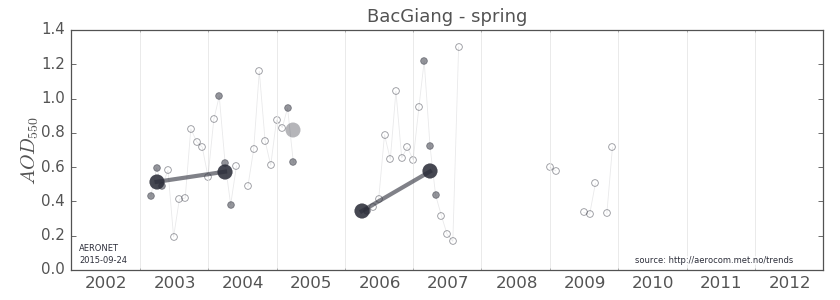 BacGiang - spring
1.4
1.2
1.0
0.8
0.6
0.4
0.2
0.0
AOD550
AERONET
2015-09-24
source: http://aerocom.met.no/trends
2002 2003 2004 2005 2006 2007 2008 2009 2010 2011 2012